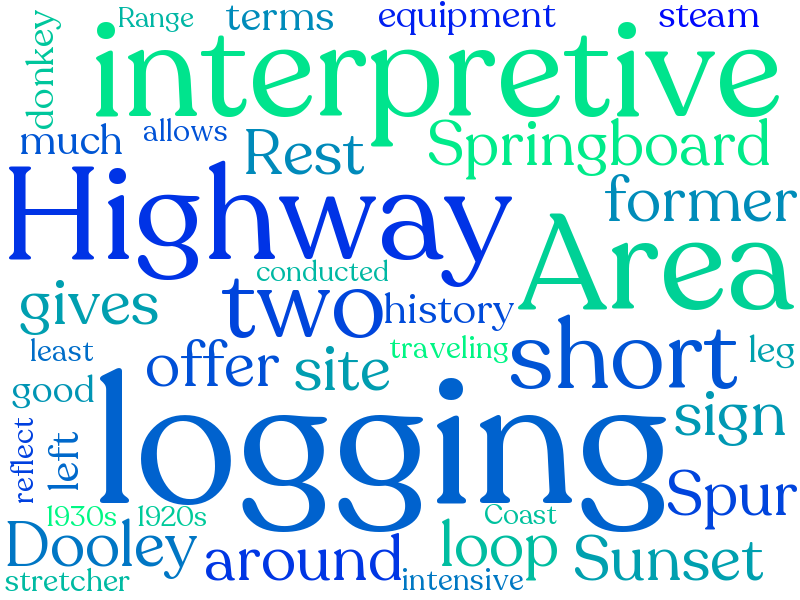 donkey
Range
terms
equipment
steam
interpretive
much
allows
Rest
Springboard
Highway
former
Area
conducted
gives
two
history
least
offer
site
traveling
short
leg
good
logging
sign
reflect
left
Spur
1930s
1920s
Coast
Dooley
around
loop
Sunset
stretcher
intensive